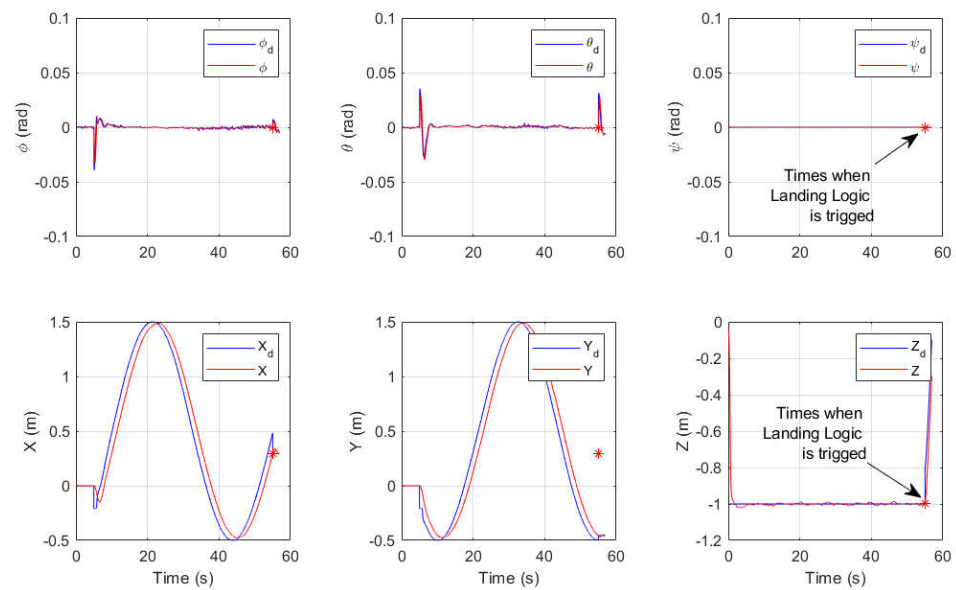 0.1
0.05
0
-0.05
-0.1
0
20
40
60
ϕ (rad)
ϕd
ϕ
0.1
0.05
0
-0.05
-0.1
0
20
40
60
θ (rad)
θd
θ
0.1
0.05
0
-0.05
-0.1
0
20
40
60
ψ (rad)
ψd
ψ
Times when
Landing Logic
is trigged
1.5
1
0.5
0
-0.5
0
20
40
60
X (m)
Time (s)
Xd
X
1.5
1
0.5
0
-0.5
0
20
40
60
Y (m)
Time (s)
Yd
Y
0
-0.2
-0.4
-0.6
-0.8
-1
-1.2
0
20
40
60
Z (m)
Time (s)
Zd
Z
Times when
Landing Logic
is trigged